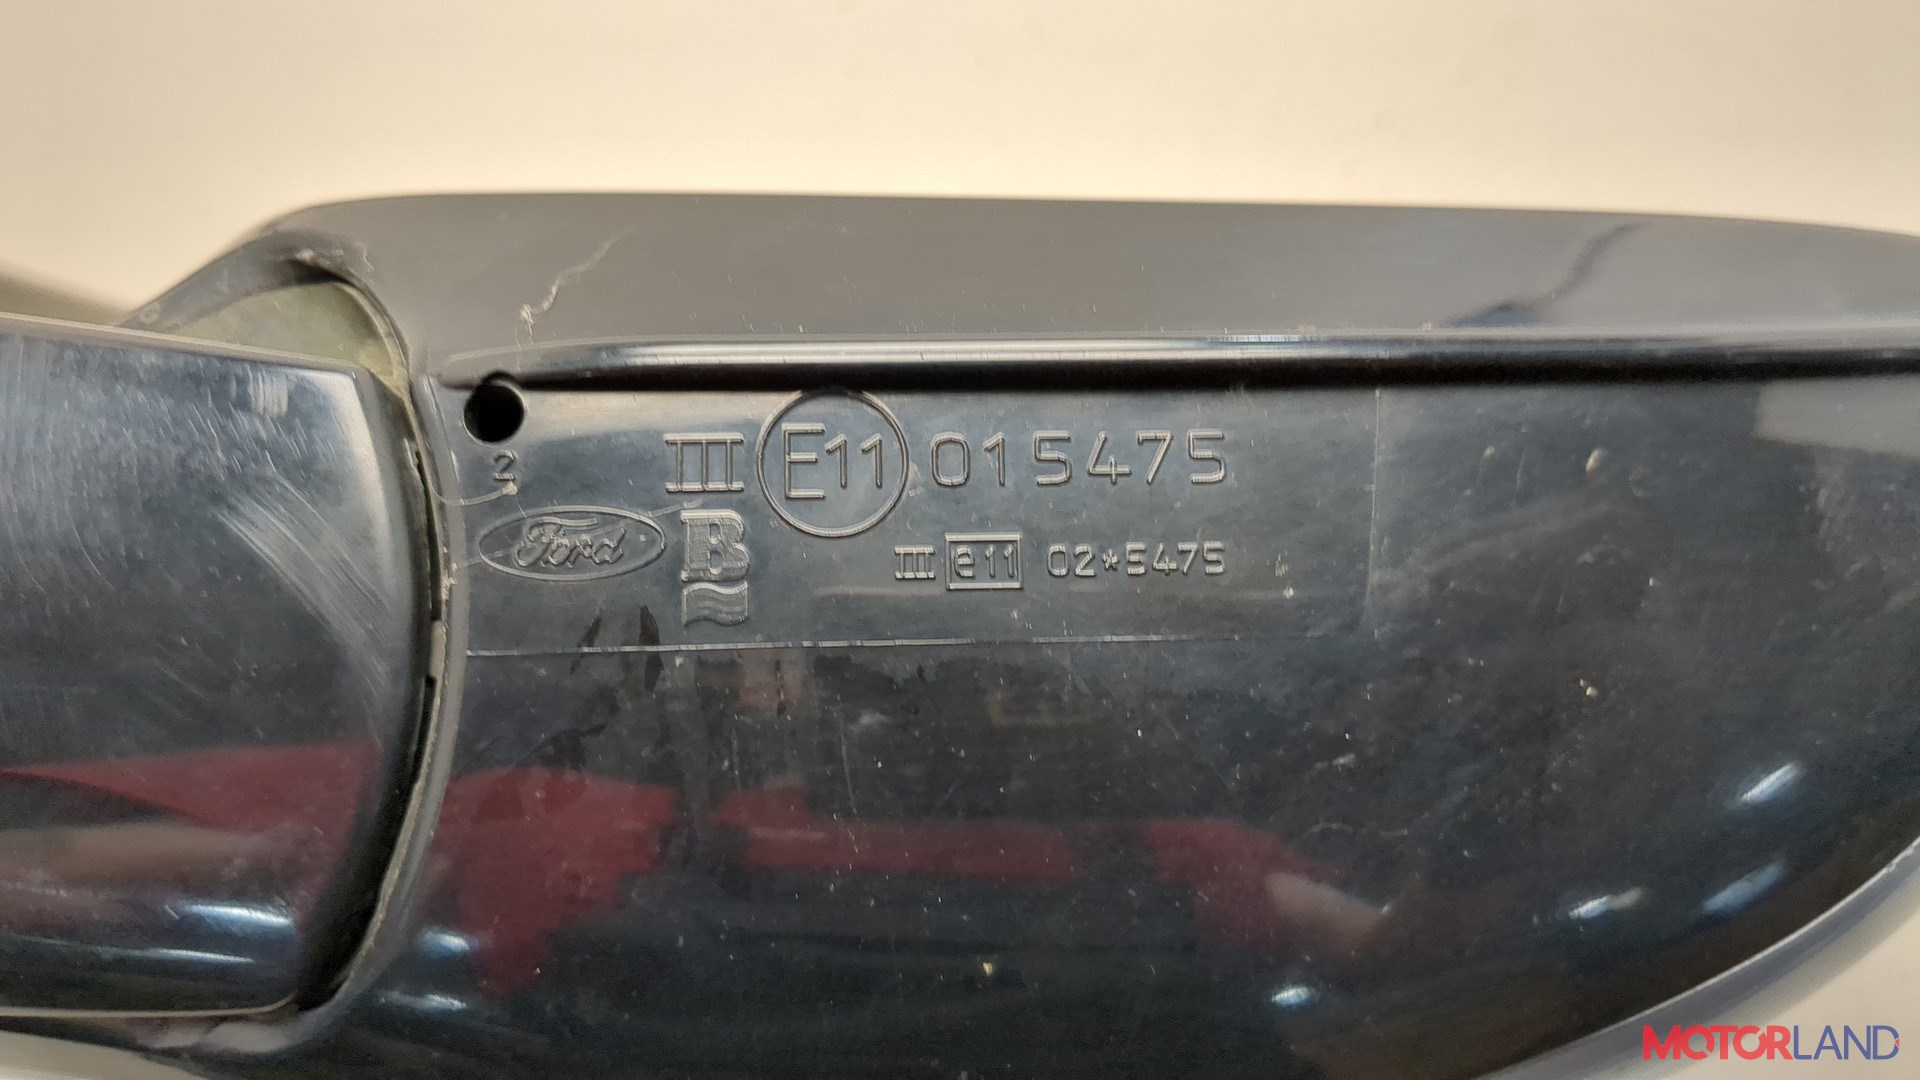 2
III E11 015475
Ford B
III e11 02*5475
MOTORLAND